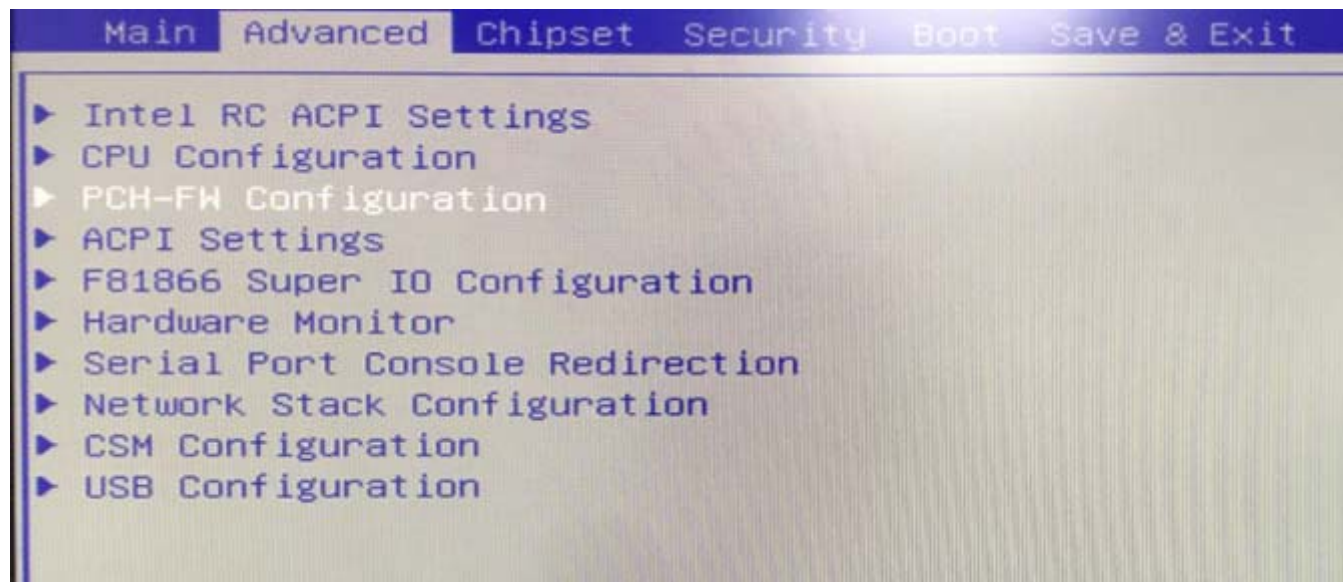 Main Advanced Chipset Security Boot Save & Exit
Intel RC ACPI Settings
CPU Configuration
PCH-FW Configuration
ACPI Settings
F81866 Super IO Configuration
Hardware Monitor
Serial Port Console Redirection
Network Stack Configuration
CSM Configuration
USB Configuration